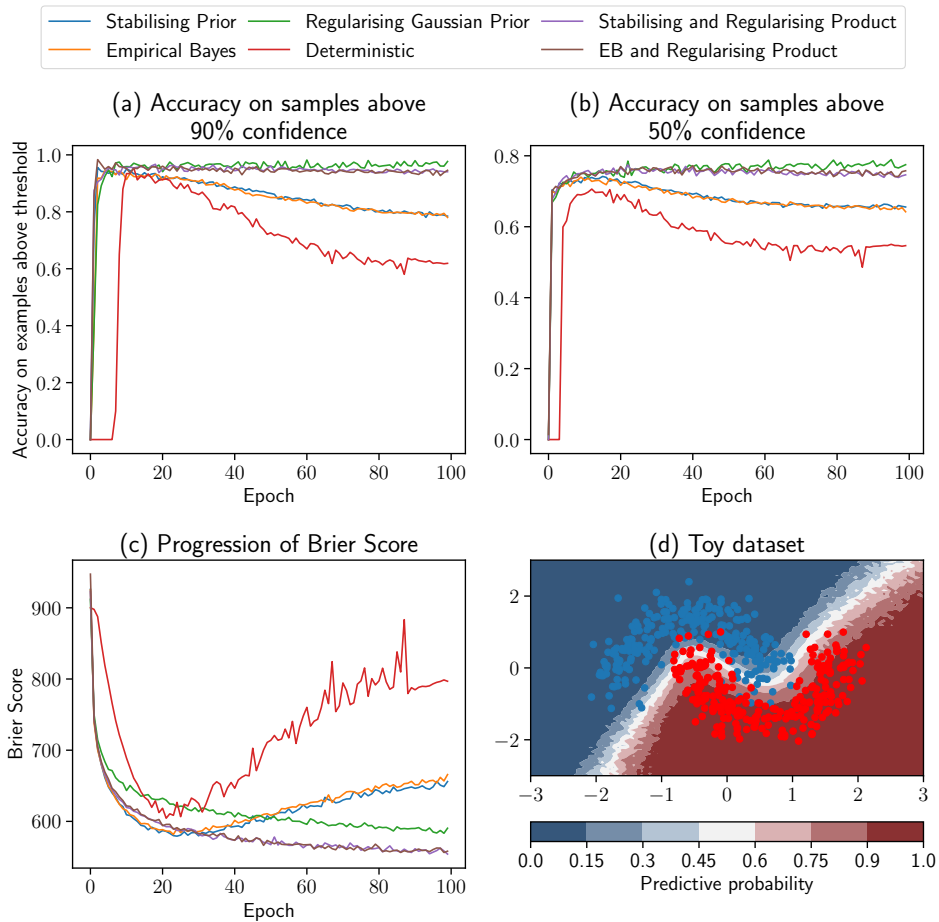 Stabilising Prior
Regularising Gaussian Prior
Stabilising and Regularising Product
Empirical Bayes
Deterministic
EB and Regularising Product
(a) Accuracy on samples above
90% confidence
(b) Accuracy on samples above
50% confidence
Accuracy on examples above threshold
1.0
0.8
0.6
0.4
0.2
0.0
0 20 40 60 80 100
Epoch
0.8
0.6
0.4
0.2
0.0
0 20 40 60 80 100
Epoch
(c) Progression of Brier Score
Brier Score
900
800
700
600
0 20 40 60 80 100
Epoch
(d) Toy dataset
2
0
−2
−3 −2 −1 0 1 2 3
0.0 0.15 0.3 0.45 0.6 0.75 0.9 1.0
Predictive probability